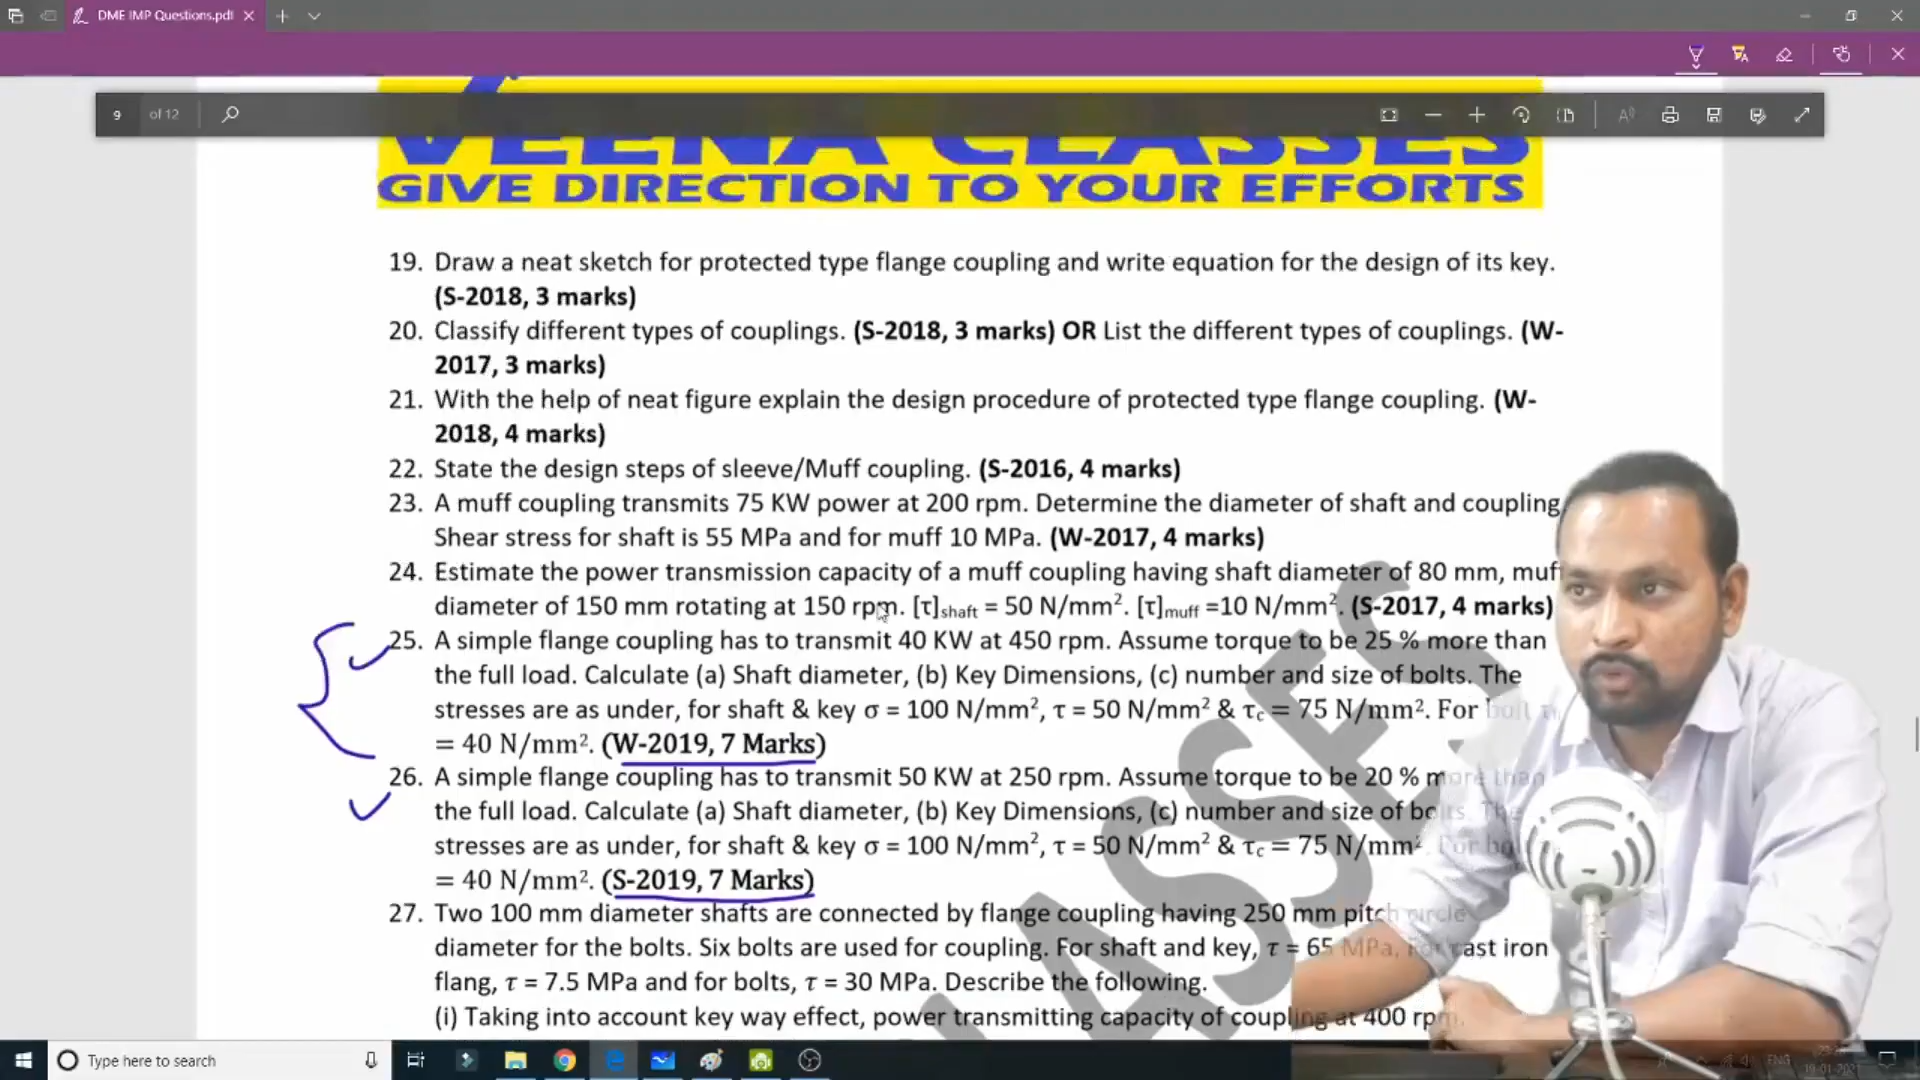 DME IMP Questions.pdf
9 of 12
VEENA CLASSES
GIVE DIRECTION TO YOUR EFFORTS
19. Draw a neat sketch for protected type flange coupling and write equation for the design of its key.
(S-2018, 3 marks)
20. Classify different types of couplings. (S-2018, 3 marks) OR List the different types of couplings. (W-
2017, 3 marks)
21. With the help of neat figure explain the design procedure of protected type flange coupling. (W-
2018, 4 marks)
22. State the design steps of sleeve/Muff coupling. (S-2016, 4 marks)
23. A muff coupling transmits 75 KW power at 200 rpm. Determine the diameter of shaft and coupling
Shear stress for shaft is 55 MPa and for muff 10 MPa. (W-2017, 4 marks)
24. Estimate the power transmission capacity of a muff coupling having shaft diameter of 80 mm, muff
diameter of 150 mm rotating at 150 rpm. [τ]shaft = 50 N/mm². [τ]muff =10 N/mm². (S-2017, 4 marks)
25. A simple flange coupling has to transmit 40 KW at 450 rpm. Assume torque to be 25 % more than
the full load. Calculate (a) Shaft diameter, (b) Key Dimensions, (c) number and size of bolts. The
stresses are as under, for shaft & key σ = 100 N/mm², τ = 50 N/mm² & τc = 75 N/mm². For bolt
= 40 N/mm². (W-2019, 7 Marks)
26. A simple flange coupling has to transmit 50 KW at 250 rpm. Assume torque to be 20 % more than
the full load. Calculate (a) Shaft diameter, (b) Key Dimensions, (c) number and size of bolts. The
stresses are as under, for shaft & key σ = 100 N/mm², τ = 50 N/mm² & τc = 75 N/mm². For
= 40 N/mm². (S-2019, 7 Marks)
27. Two 100 mm diameter shafts are connected by flange coupling having 250 mm pitch circle
diameter for the bolts. Six bolts are used for coupling. For shaft and key, τ = 65 MPa. For cast iron
flang, τ = 7.5 MPa and for bolts, τ = 30 MPa. Describe the following.
(i) Taking into account key way effect, power transmitting capacity of coupling at 400 rpm.
CLASSES
Type here to search
ENG